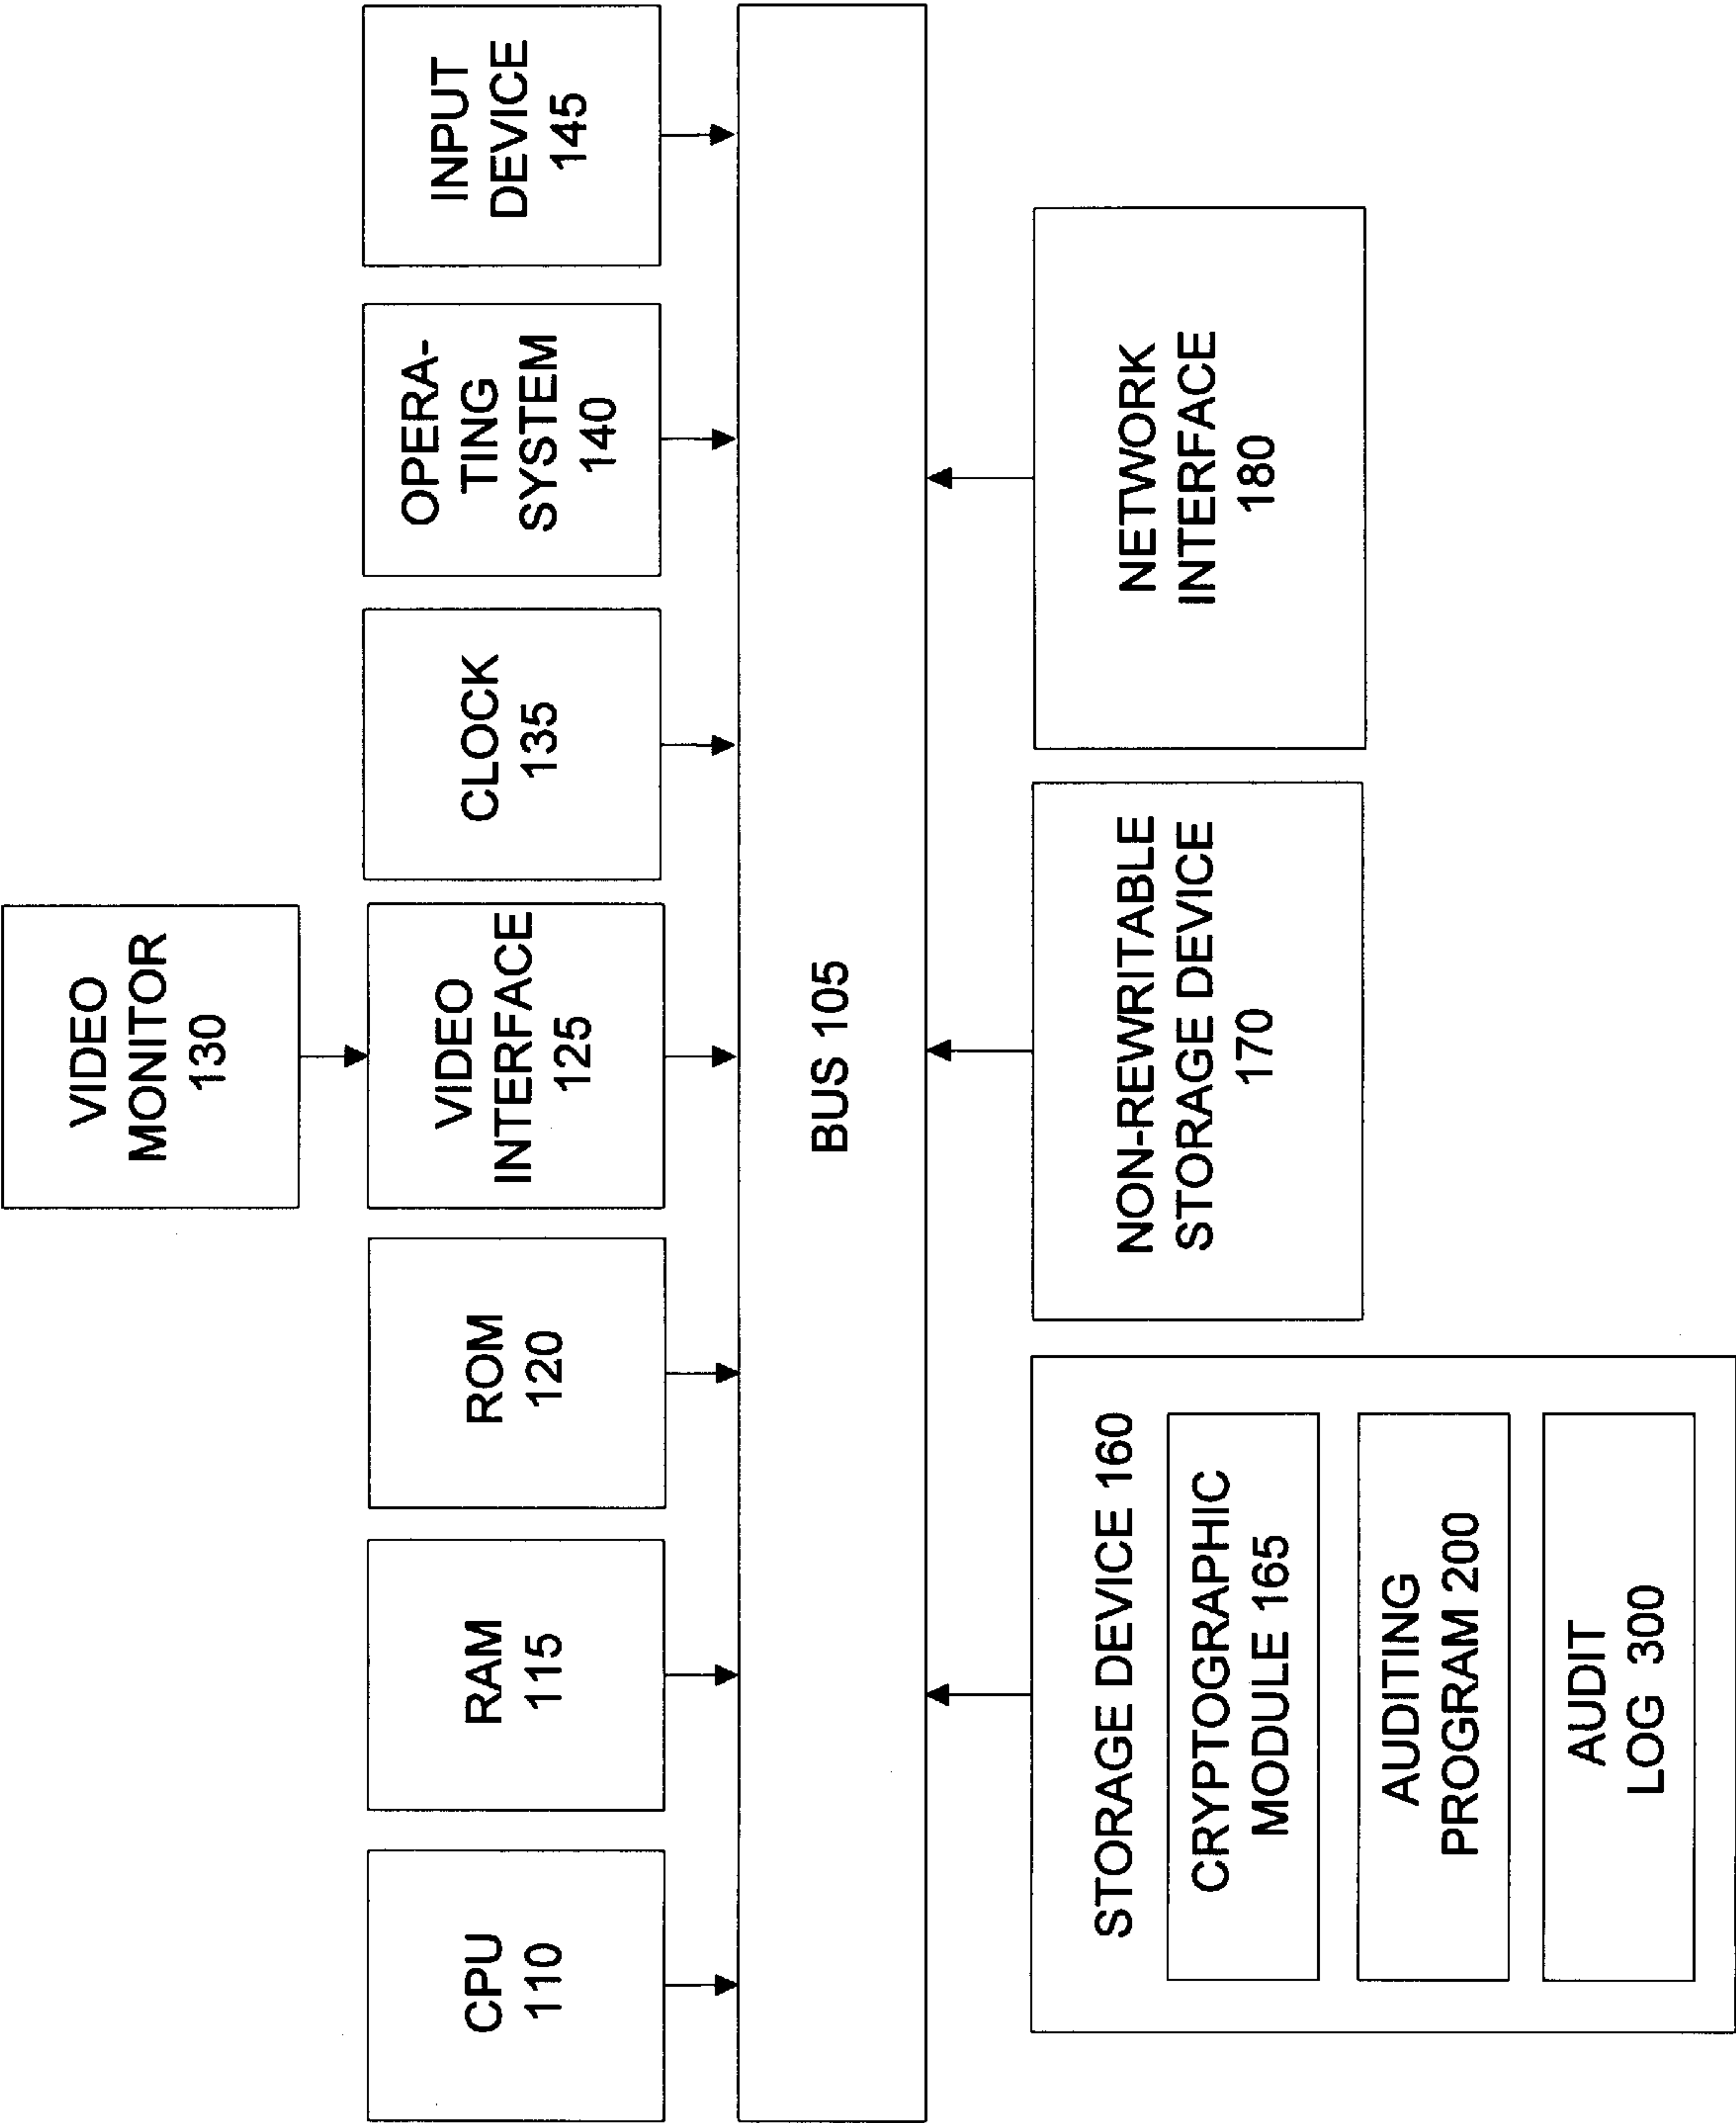 VIDEO
MONITOR
130
CPU
110
RAM
115
ROM
120
VIDEO
INTERFACE
125
CLOCK
135
OPERA-
TING
SYSTEM
140
INPUT
DEVICE
145
BUS 105
STORAGE DEVICE 160
CRYPTOGRAPHIC
MODULE 165
AUDITING
PROGRAM 200
AUDIT
LOG 300
NON-REWRITABLE
STORAGE DEVICE
170
NETWORK
INTERFACE
180